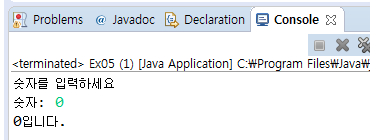 Problems @ Javadoc Declaration Console
<terminated> Ex05 (1) [Java Application] C:₩Program Files₩Java₩j
숫자를 입력하세요
숫자: 0
0입니다.